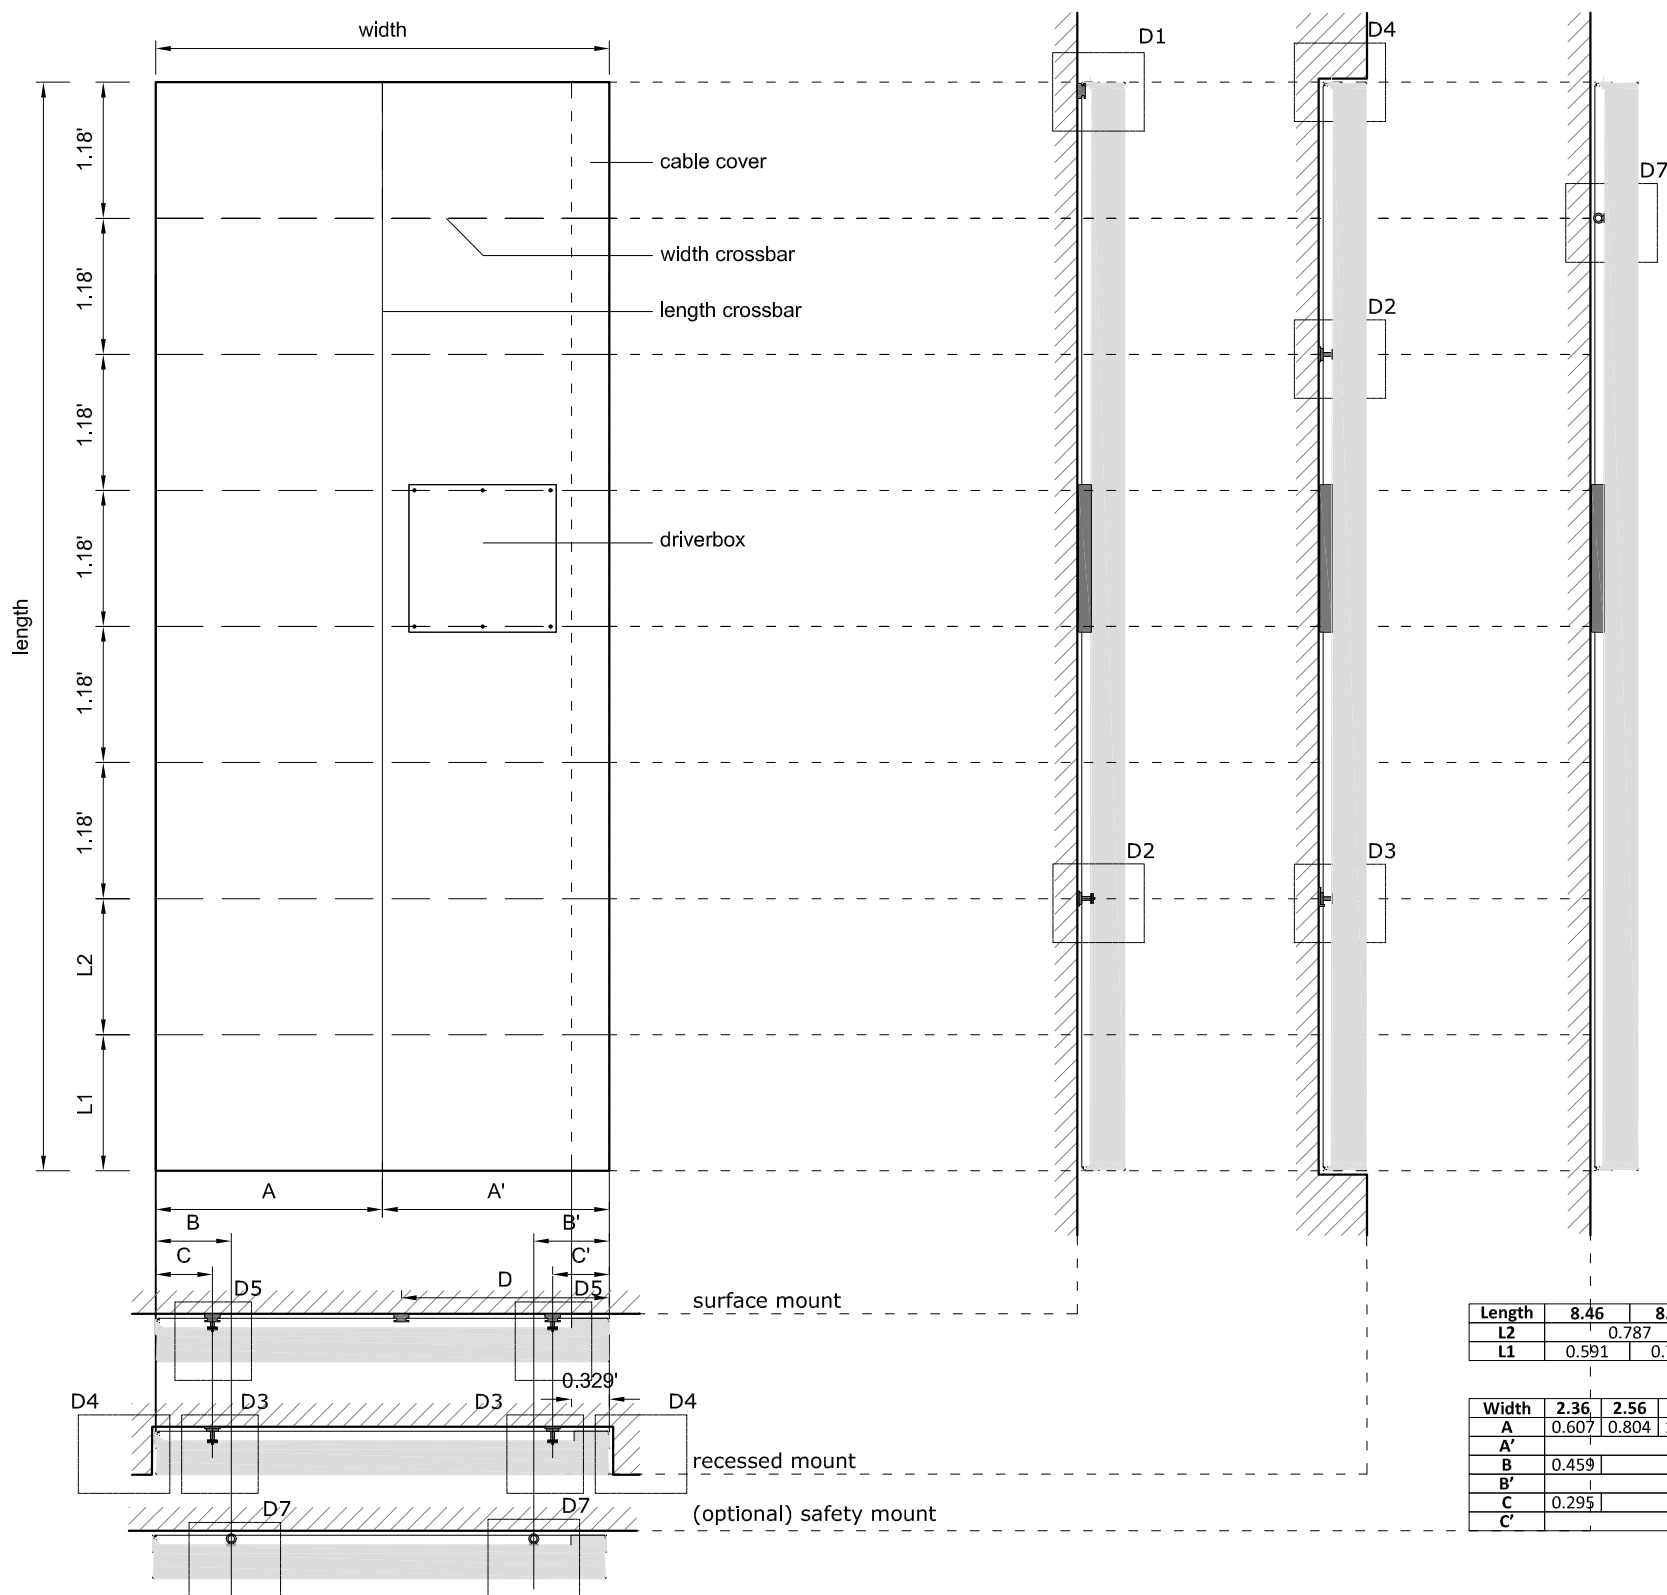 width
D1
D4
1.18'
cable cover
D7
width crossbar
1.18'
length crossbar
D2
1.18'
driverbox
1.18'
length
1.18'
1.18'
D2
D3
L2
L1
A
A'
B
B'
C
C'
D5
D
D5
surface mount
0.329'
D4
D3
D3
D4
recessed mount
D7
D7
(optional) safety mount
Length 8.46 8.
L2 0.787
L1 0.591
Width 2.36 2.56
A 0.607 0.804
A’
B 0.459
B’
C 0.295
C’